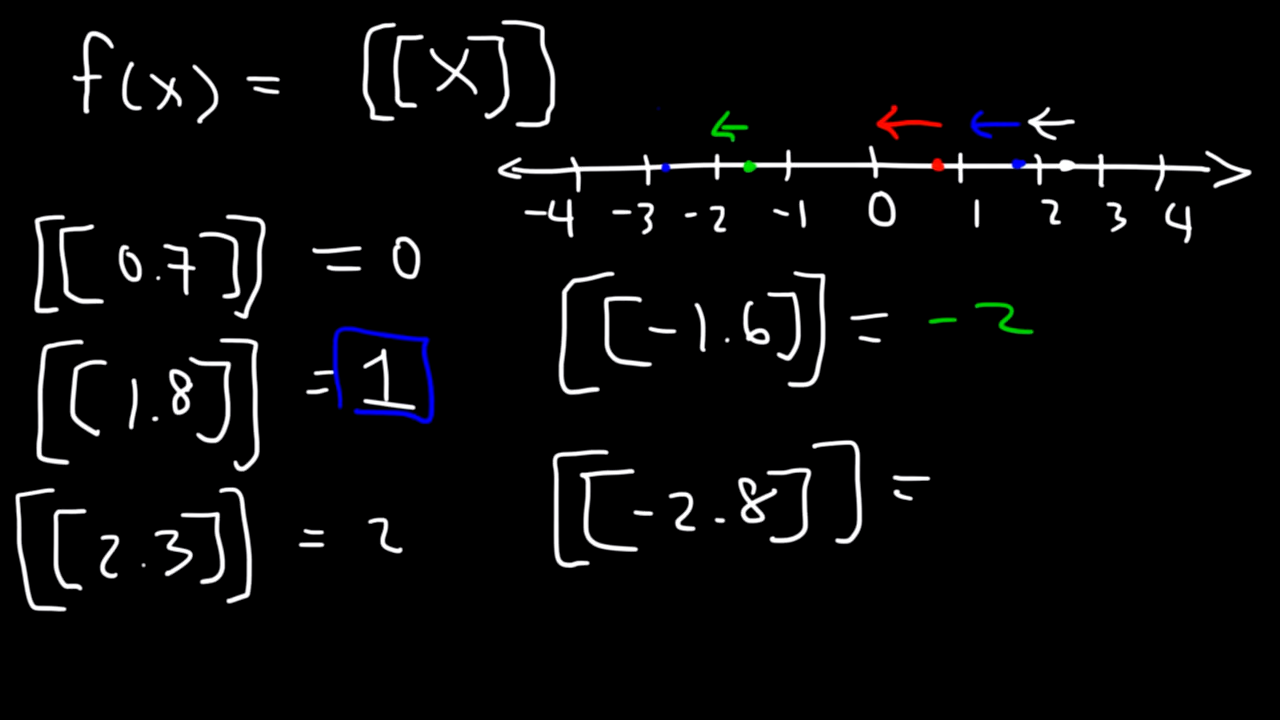 f(x) = [[x]]
-4 -3 -2 -1 0 1 2 3 4
[[0.7]] = 0
[[-1.6]] = -2
[[1.8]] = 1
[[-2.8]] =
[[2.3]] = 2